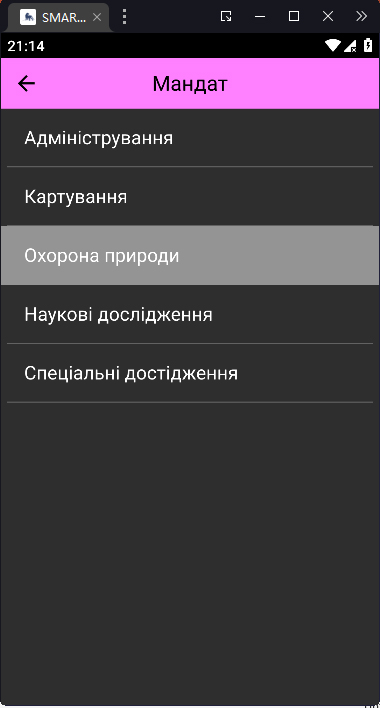 SMAR...
21:14
Мандат
Адміністрування
Картування
Охорона природи
Наукові дослідження
Спеціальні достідження